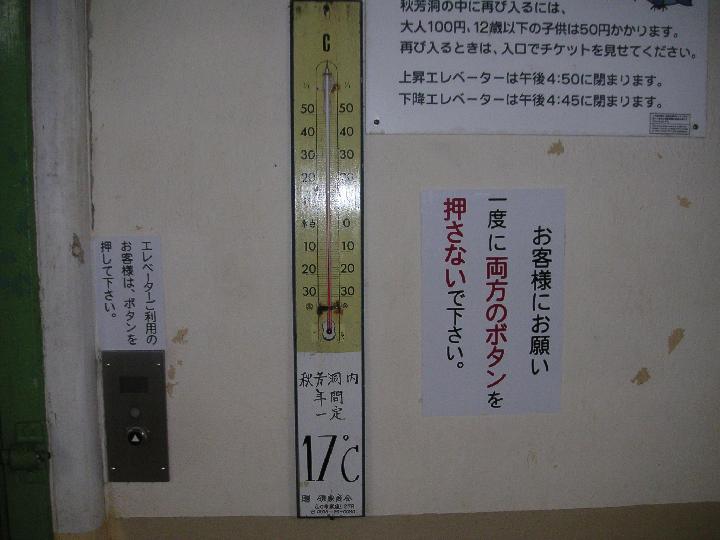 秋芳洞の中に再び入るには、
大人100円、12歳以下の子供は50円かかります。
再び入るときは、入口でチケットを見せてください。
上昇エレベーターは午後4:50に閉まります。
下降エレベーターは午後4:45に閉まります。
C
50 50
40 40
30 30
20 20
0
10 10
20 20
30 30
秋芳洞内
年間
一定
17°C
エレベーターご利用の
お客様は、ボタンを
押して下さい。
お客様にお願い
一度に両方のボタンを
押さないで下さい。